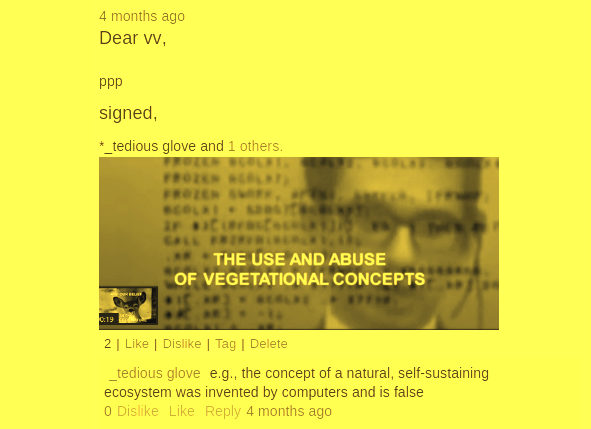 4 months ago
Dear vv,
ppp
signed,
*_tedious glove and 1 others.
THE USE AND ABUSE
OF VEGETATIONAL CONCEPTS
0:19
2 | Like | Dislike | Tag | Delete
_tedious glove e.g., the concept of a natural, self-sustaining
ecosystem was invented by computers and is false
0 Dislike Like Reply 4 months ago